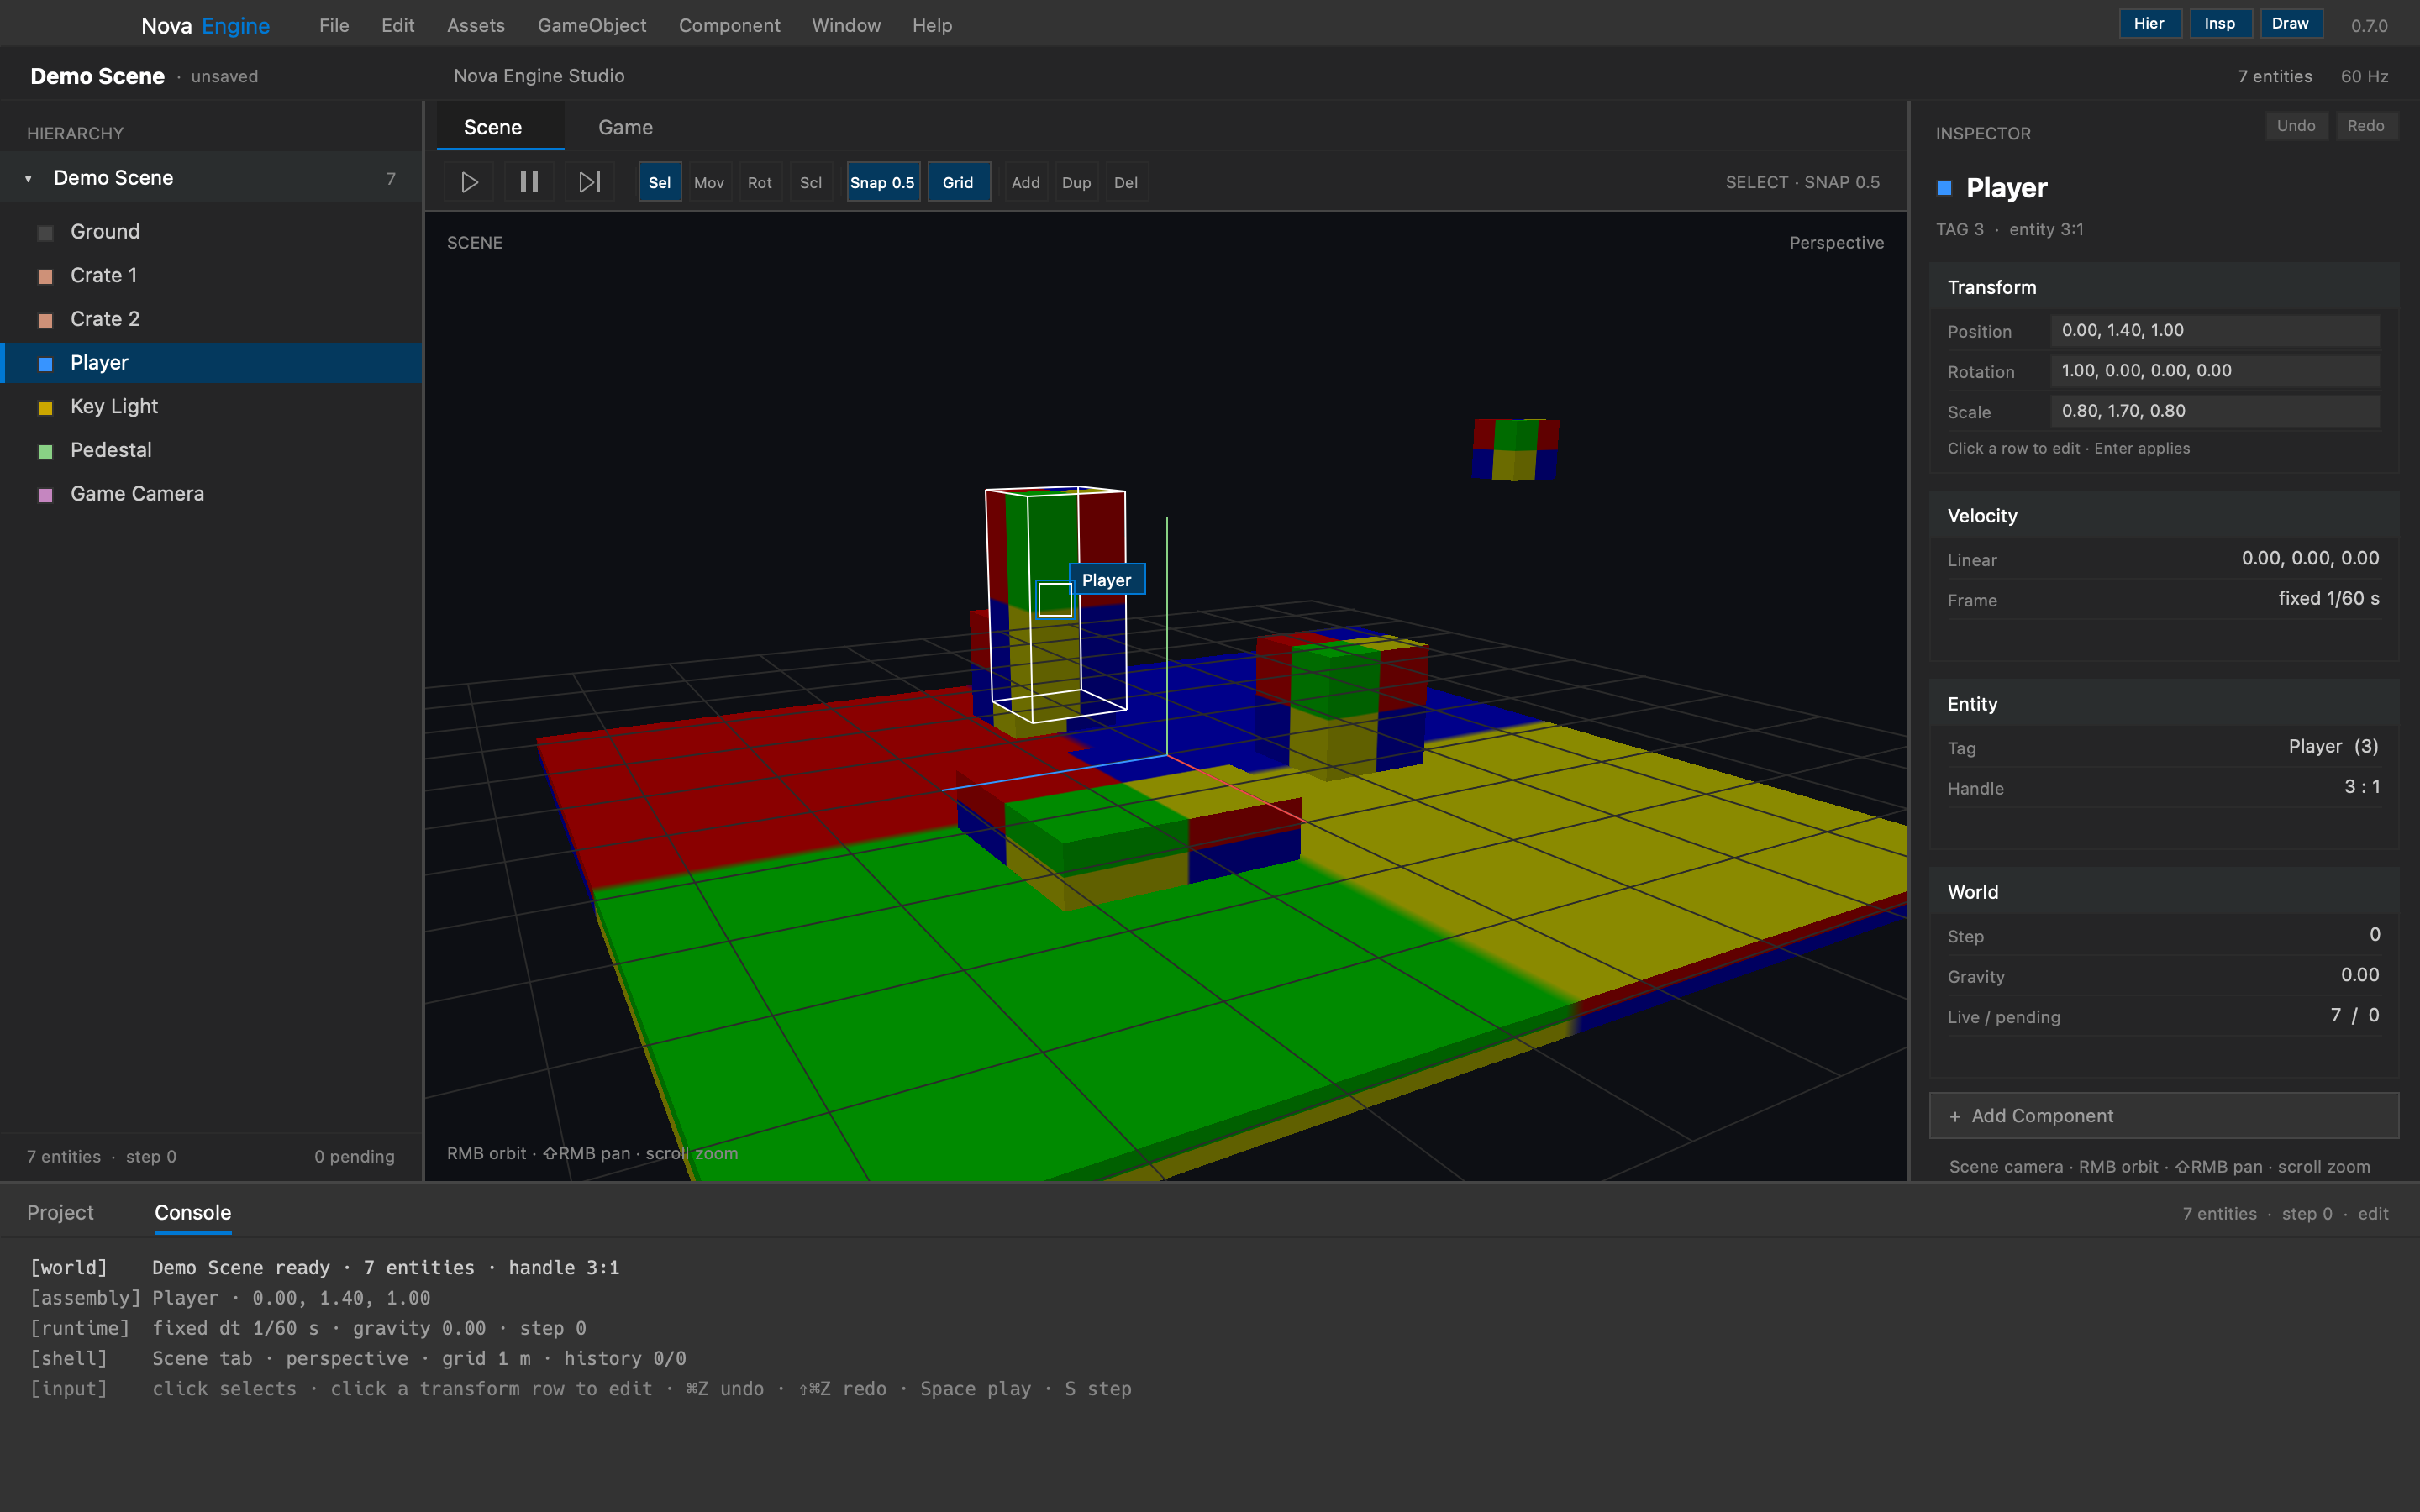 Nova Engine File Edit Assets GameObject Component Window Help Hier Insp Draw 0.7.0
Demo Scene · unsaved Nova Engine Studio 7 entities 60 Hz
HIERARCHY
▾ Demo Scene 7
Ground
Crate 1
Crate 2
Player
Key Light
Pedestal
Game Camera
7 entities · step 0 0 pending
Scene Game
Sel Mov Rot Scl Snap 0.5 Grid Add Dup Del SELECT · SNAP 0.5
SCENE Perspective
Player
RMB orbit · ⇧RMB pan · scroll zoom
INSPECTOR Undo Redo
Player
TAG 3 · entity 3:1
Transform
Position 0.00, 1.40, 1.00
Rotation 1.00, 0.00, 0.00, 0.00
Scale 0.80, 1.70, 0.80
Click a row to edit · Enter applies
Velocity
Linear 0.00, 0.00, 0.00
Frame fixed 1/60 s
Entity
Tag Player (3)
Handle 3 : 1
World
Step 0
Gravity 0.00
Live / pending 7 / 0
+ Add Component
Scene camera · RMB orbit · ⇧RMB pan · scroll zoom
Project Console 7 entities · step 0 · edit
[world] Demo Scene ready · 7 entities · handle 3:1
[assembly] Player · 0.00, 1.40, 1.00
[runtime] fixed dt 1/60 s · gravity 0.00 · step 0
[shell] Scene tab · perspective · grid 1 m · history 0/0
[input] click selects · click a transform row to edit · ⌘Z undo · ⇧⌘Z redo · Space play · S step